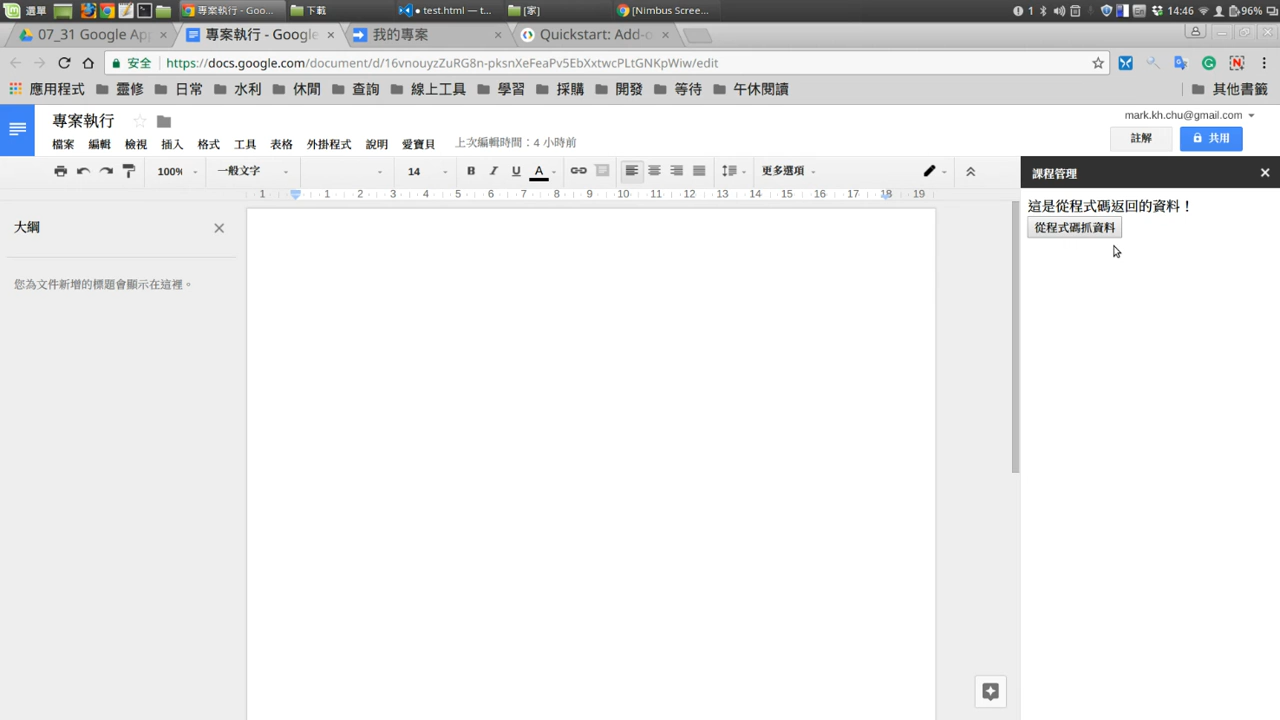 選單 專案執行 - Goo... 下載 • test.html — t... [家] [Nimbus Scree... 1 En 14:46 96%
07_31 Google Ap 專案執行 - Google 我的專案 Quickstart: Add-
安全 https://docs.google.com/document/d/16vnouyzZuRG8n-pksnXeFeaPv5EbXxtwcPLtGNKpWiw/edit
應用程式 靈修 日常 水利 休閒 查詢 線上工具 學習 採購 開發 等待 午休閱讀 其他書籤
專案執行
mark.kh.chu@gmail.com
檔案 編輯 檢視 插入 格式 工具 表格 外掛程式 說明 愛寶貝 上次編輯時間：4 小時前
註解 共用
100% 一般文字 14 B I U A 更多選項
課程管理
1 1 2 3 4 5 6 7 8 9 10 11 12 13 14 15 16 17 18 19
這是從程式碼返回的資料！
從程式碼抓資料
大綱
您為文件新增的標題會顯示在這裡。